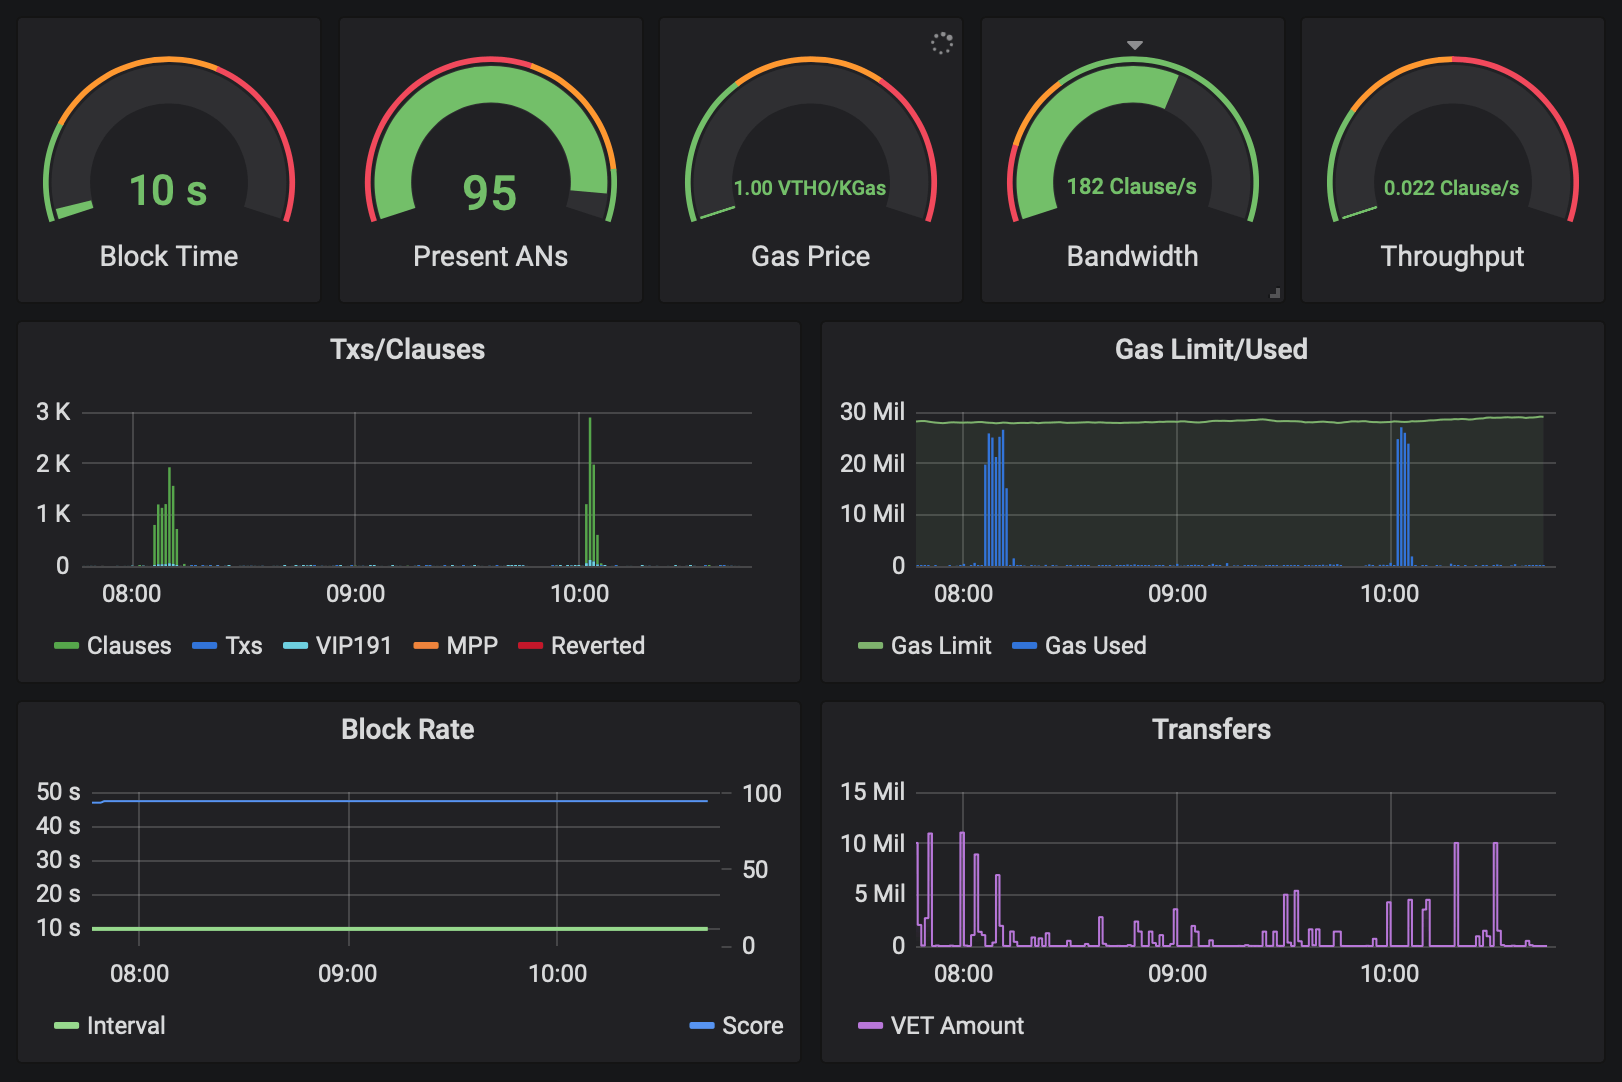 10 s
Block Time
95
Present ANs
1.00 VTHO/KGas
Gas Price
182 Clause/s
Bandwidth
0.022 Clause/s
Throughput
Txs/Clauses
3 K
2 K
1 K
0
08:00 09:00 10:00
Clauses Txs VIP191 MPP Reverted
Gas Limit/Used
30 Mil
20 Mil
10 Mil
0
08:00 09:00 10:00
Gas Limit Gas Used
Block Rate
50 s
40 s
30 s
20 s
10 s
100
50
0
08:00 09:00 10:00
Interval Score
Transfers
15 Mil
10 Mil
5 Mil
0
08:00 09:00 10:00
VET Amount